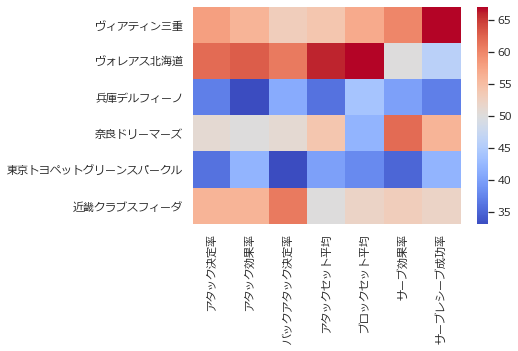 ヴィアティン三重
ヴォレアス北海道
兵庫デルフィーノ
奈良ドリーマーズ
東京トヨペットグリーンスパークル
近畿クラブスフィーダ
アタック決定率
アタック効果率
バックアタック決定率
アタックセット平均
ブロックセット平均
サーブ効果率
サーブレシーブ成功率
65
60
55
50
45
40
35